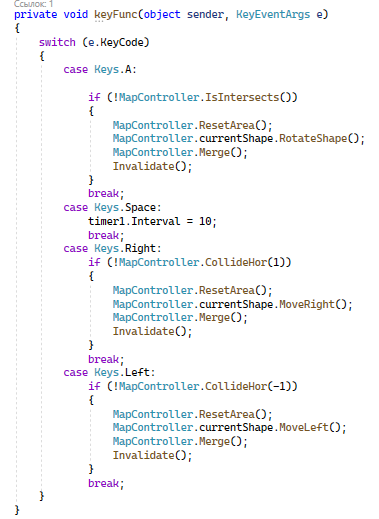 Ссылок: 1
private void keyFunc(object sender, KeyEventArgs e)
{
    switch (e.KeyCode)
    {
        case Keys.A:

            if (!MapController.IsIntersects())
            {
                MapController.ResetArea();
                MapController.currentShape.RotateShape();
                MapController.Merge();
                Invalidate();
            }
            break;
        case Keys.Space:
            timer1.Interval = 10;
            break;
        case Keys.Right:
            if (!MapController.CollideHor(1))
            {
                MapController.ResetArea();
                MapController.currentShape.MoveRight();
                MapController.Merge();
                Invalidate();
            }
            break;
        case Keys.Left:
            if (!MapController.CollideHor(-1))
            {
                MapController.ResetArea();
                MapController.currentShape.MoveLeft();
                MapController.Merge();
                Invalidate();
            }
            break;
    }
}